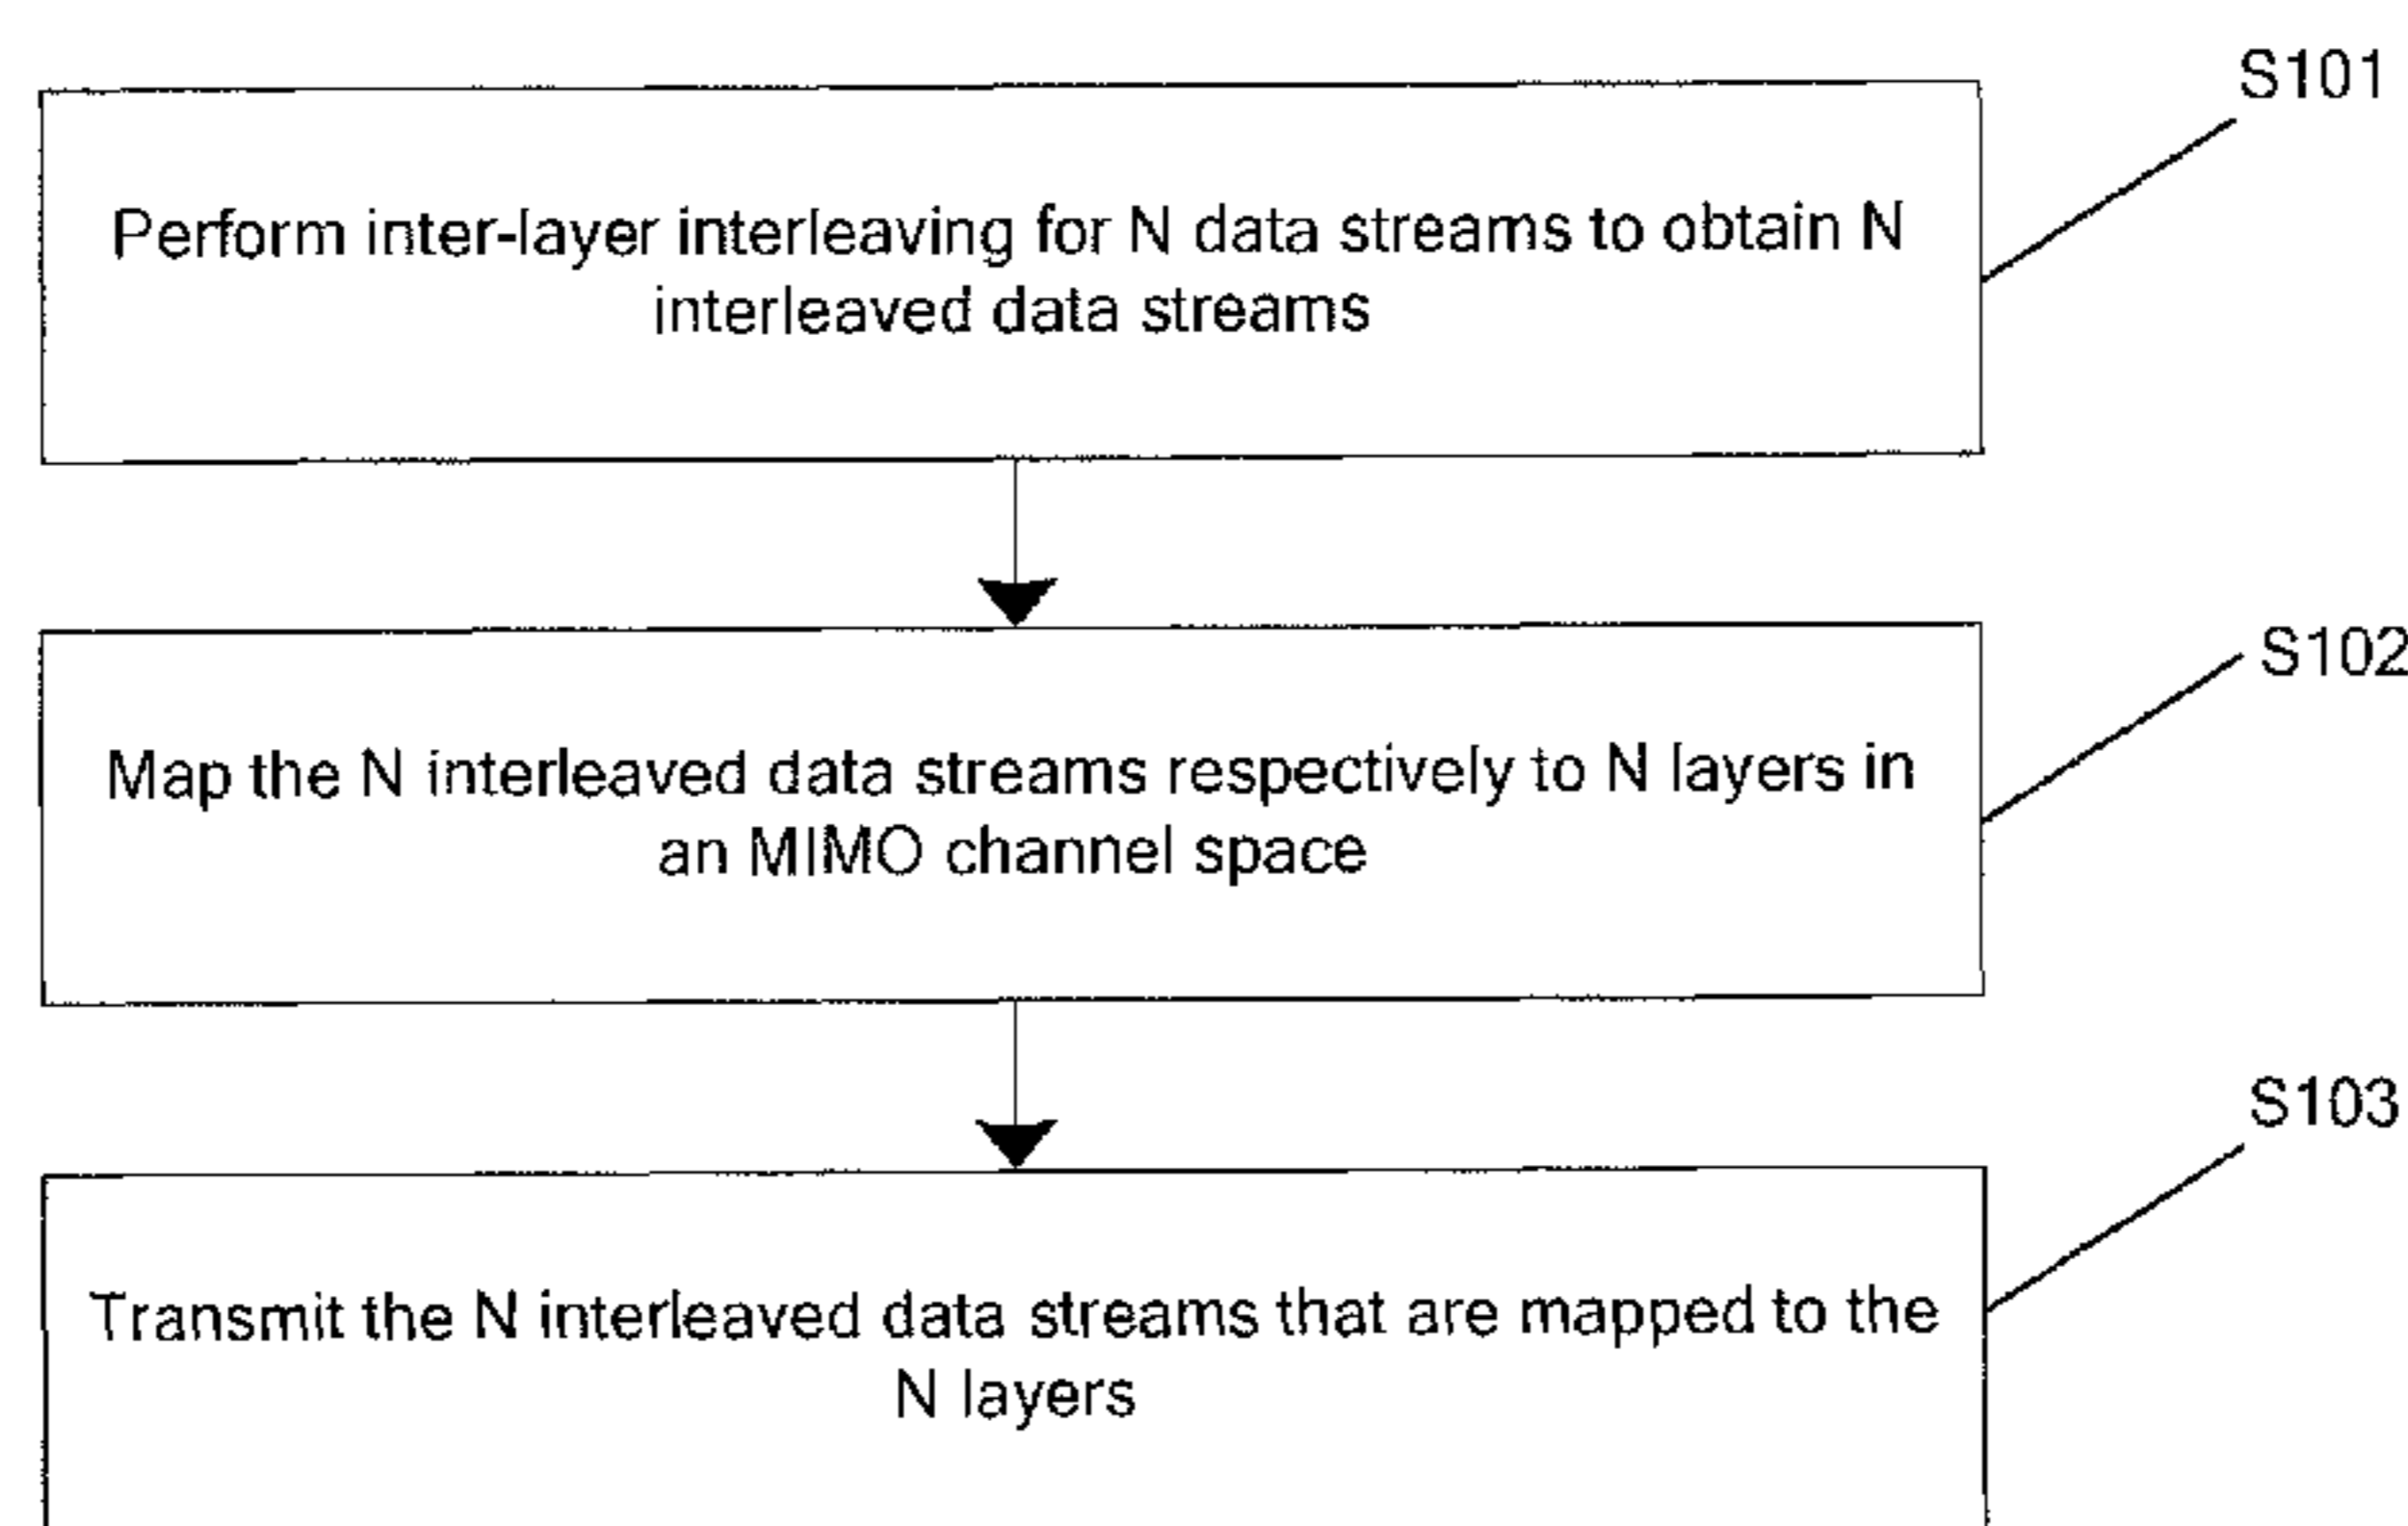 S101
Perform inter-layer interleaving for N data streams to obtain N
interleaved data streams
S102
Map the N interleaved data streams respectively to N layers in
an MIMO channel space
S103
Transmit the N interleaved data streams that are mapped to the
N layers